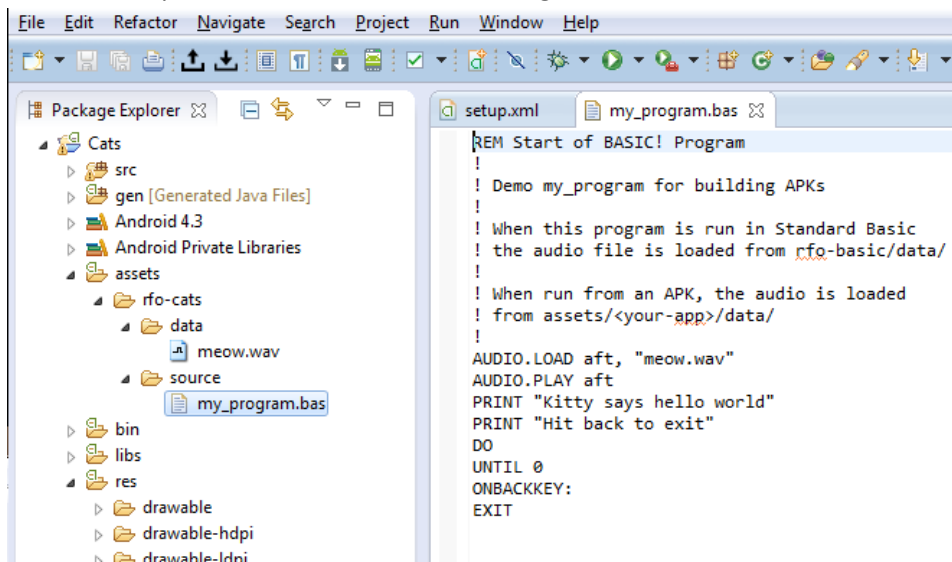 File Edit Refactor Navigate Search Project Run Window Help
Package Explorer
Cats
src
gen [Generated Java Files]
Android 4.3
Android Private Libraries
assets
rfo-cats
data
meow.wav
source
my_program.bas
bin
libs
res
drawable
drawable-hdpi
drawable-ldpi
setup.xml
my_program.bas
REM Start of BASIC! Program
!
! Demo my_program for building APKs
!
! When this program is run in Standard Basic
! the audio file is loaded from rfo-basic/data/
!
! When run from an APK, the audio is loaded
! from assets/<your-app>/data/
!
AUDIO.LOAD aft, "meow.wav"
AUDIO.PLAY aft
PRINT "Kitty says hello world"
PRINT "Hit back to exit"
DO
UNTIL 0
ONBACKKEY:
EXIT